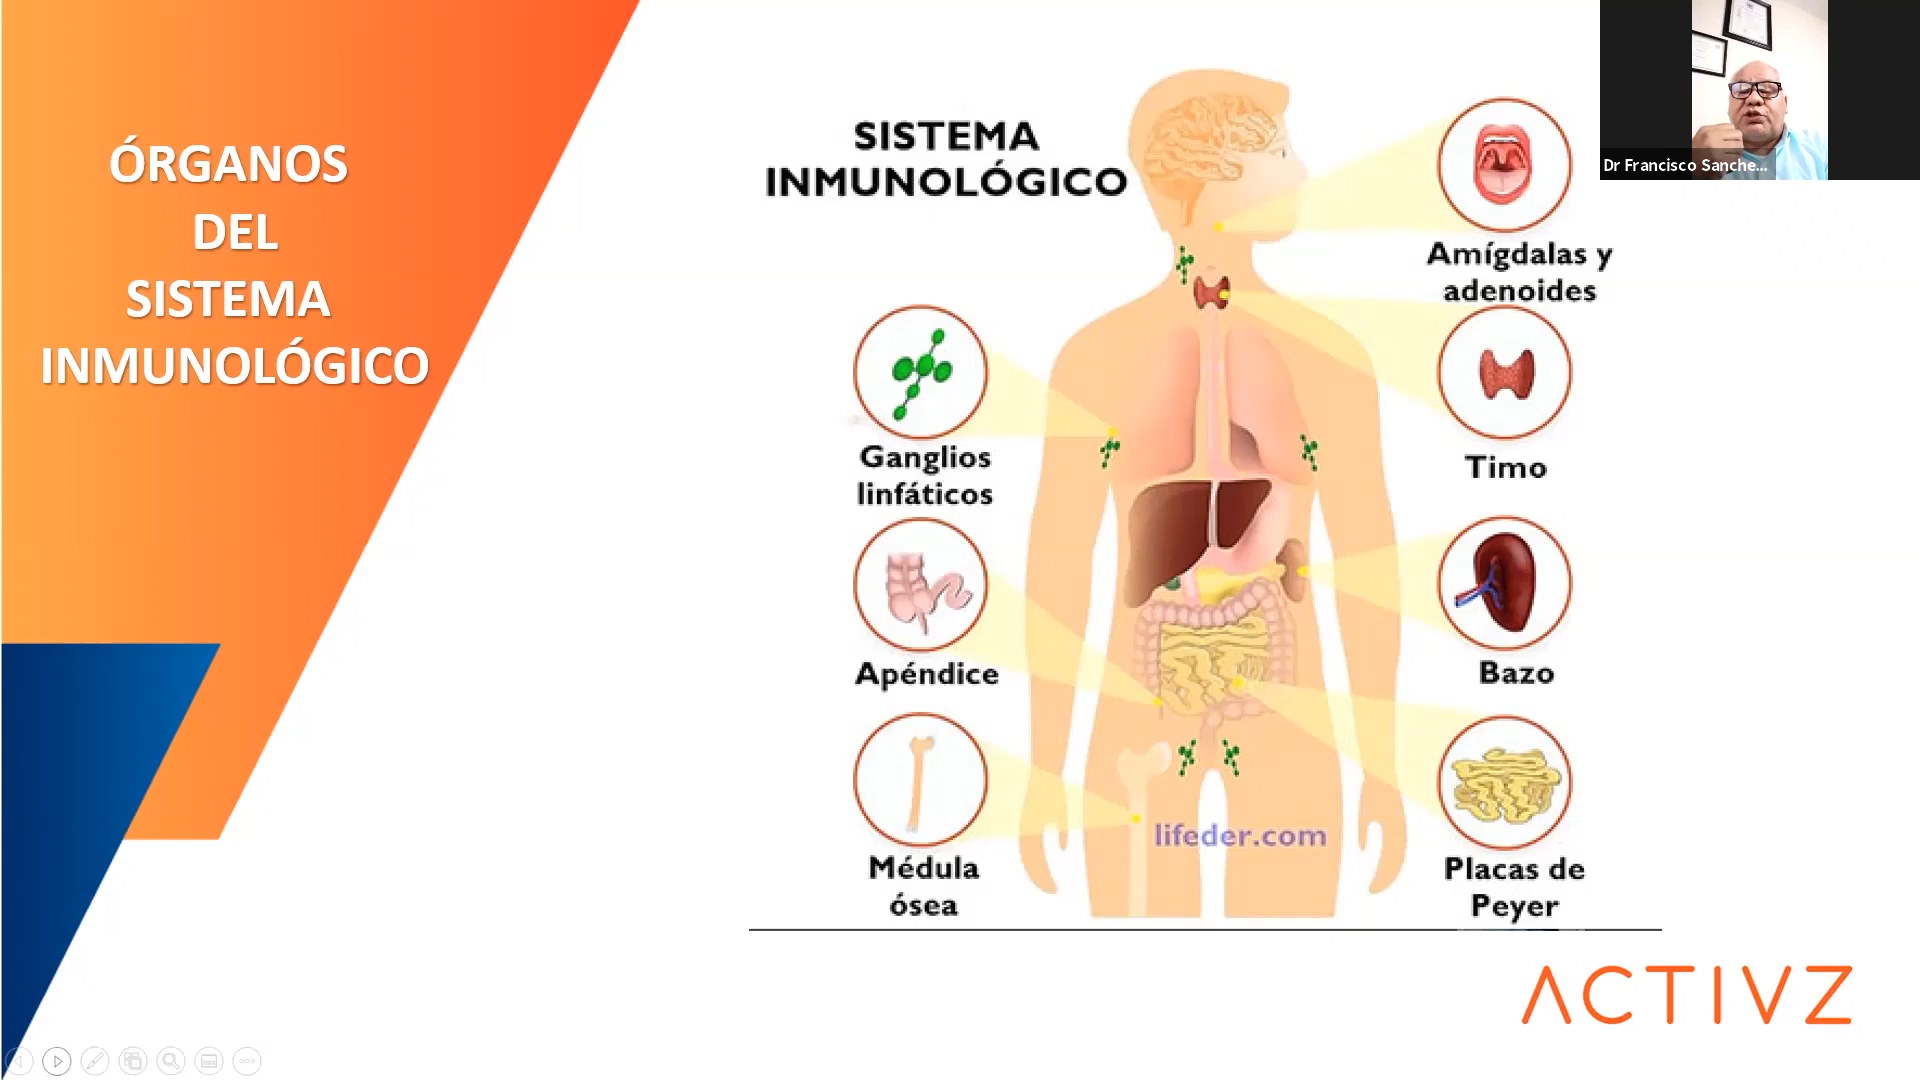 ÓRGANOS
DEL
SISTEMA
INMUNOLÓGICO
SISTEMA
INMUNOLÓGICO
Amígdalas y
adenoides
Ganglios
linfáticos
Timo
Apéndice
Bazo
Médula
ósea
Placas de
Peyer
lifeder.com
ACTIVZ
Dr Francisco Sanche...